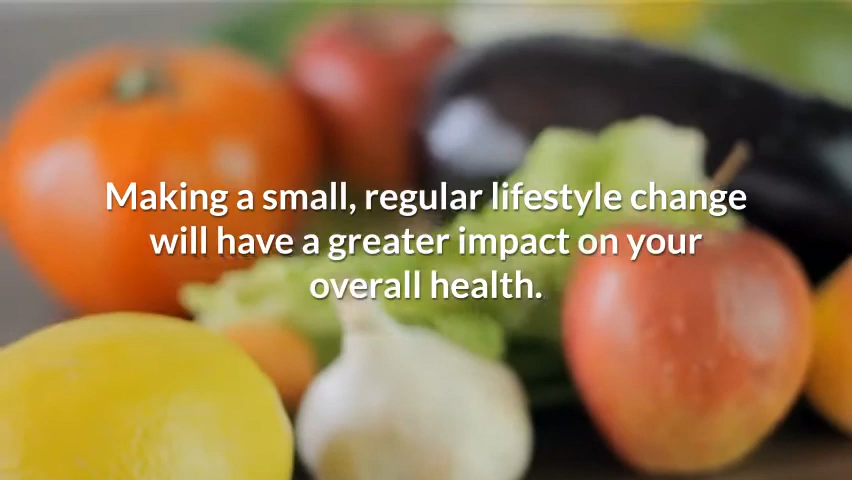 Making a small, regular lifestyle change
will have a greater impact on your
overall health.